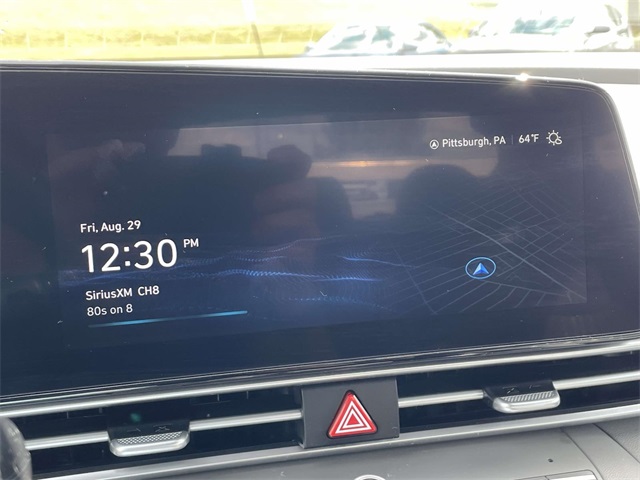 Pittsburgh, PA | 64°F
Fri, Aug. 29
12:30 PM
SiriusXM CH8
80s on 8